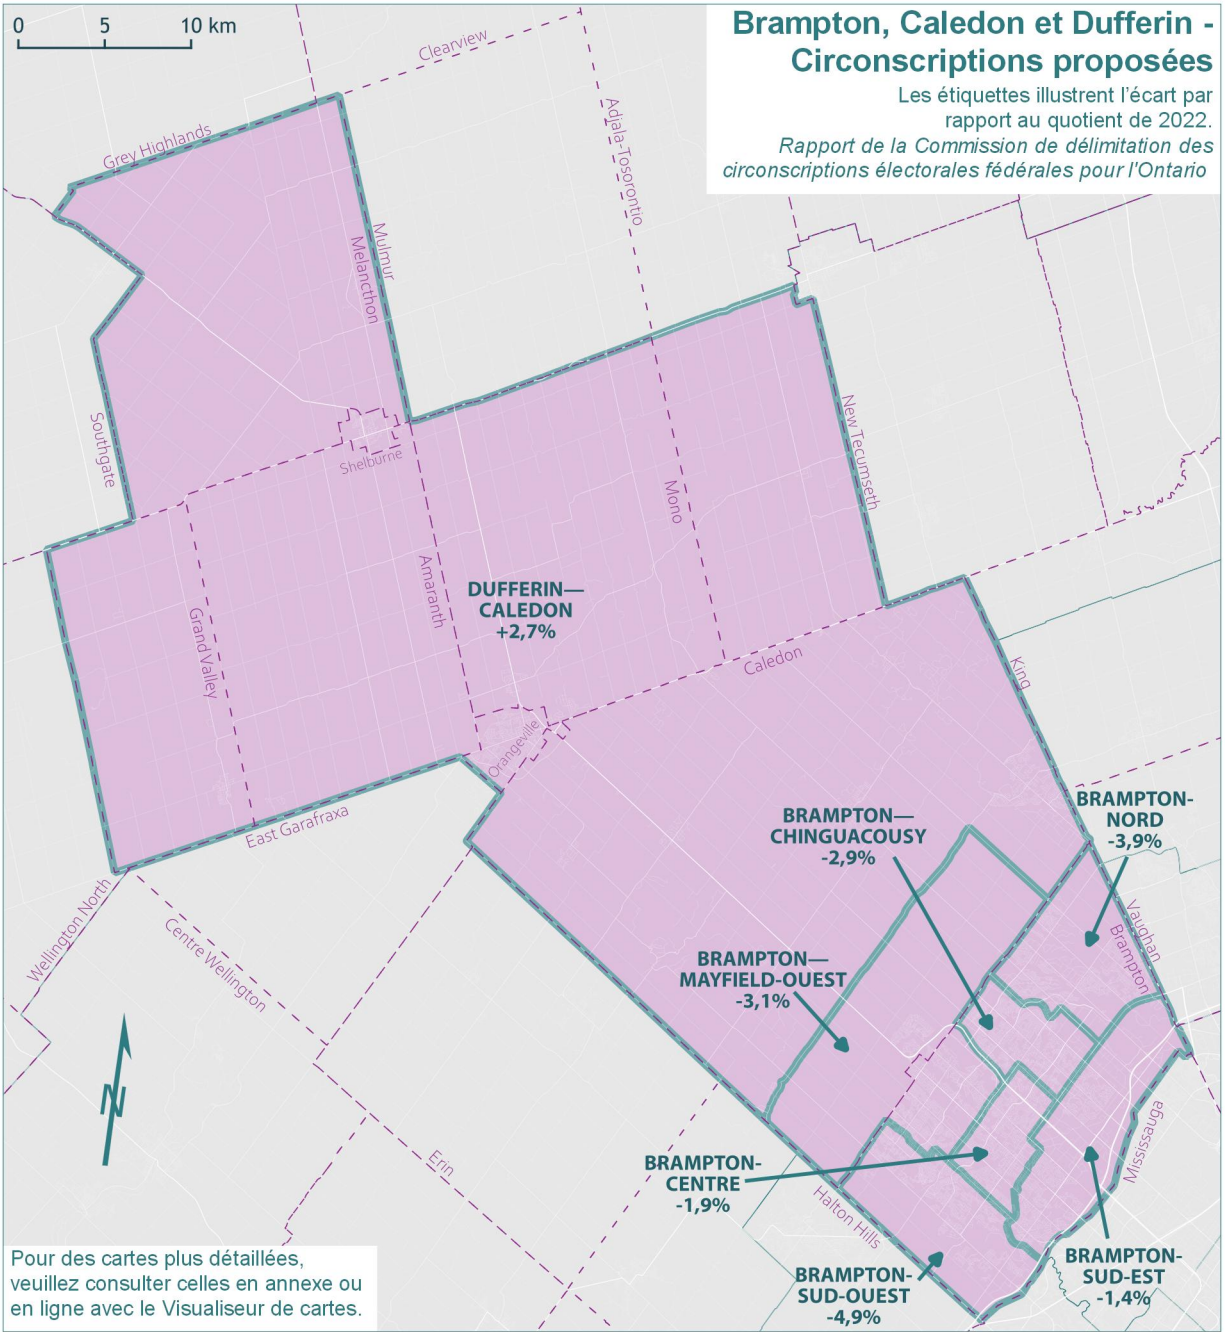 0 5 10 km
Brampton, Caledon et Dufferin -
Circonscriptions proposées
Les étiquettes illustrent l'écart par
rapport au quotient de 2022.
Rapport de la Commission de délimitation des
circonscriptions électorales fédérales pour l'Ontario
Clearview
Grey Highlands
Adjala-Tosorontio
Mulmur
Melancthon
Southgate
Shelburne
New Tecumseth
Mono
Amaranth
Grand Valley
DUFFERIN—
CALEDON
+2,7%
Caledon
King
Orangeville
East Garafraxa
BRAMPTON-
NORD
-3,9%
BRAMPTON—
CHINGUACOUSY
-2,9%
Wellington North
Centre Wellington
Vaughan
Brampton
BRAMPTON—
MAYFIELD-OUEST
-3,1%
N
Erin
Mississauga
BRAMPTON-
CENTRE
-1,9%
Halton Hills
BRAMPTON-
SUD-OUEST
-4,9%
BRAMPTON-
SUD-EST
-1,4%
Pour des cartes plus détaillées,
veuillez consulter celles en annexe ou
en ligne avec le Visualiseur de cartes.